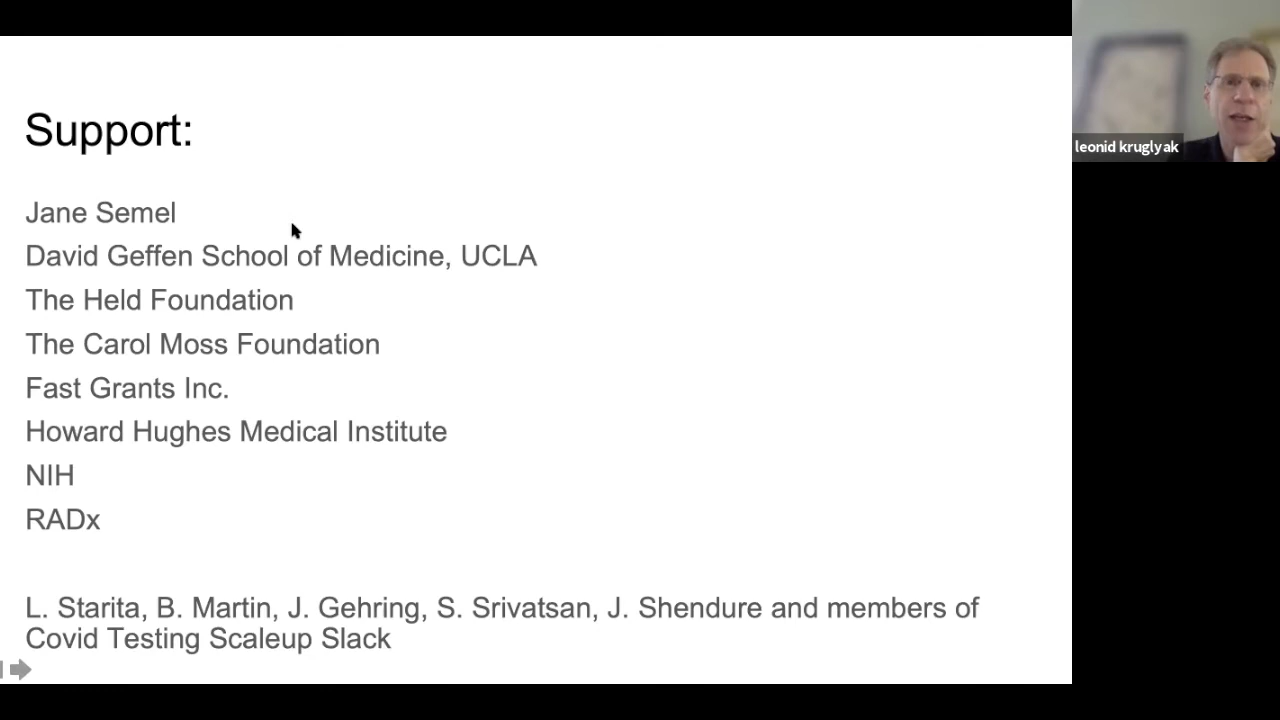 Support:
Jane Semel
David Geffen School of Medicine, UCLA
The Held Foundation
The Carol Moss Foundation
Fast Grants Inc.
Howard Hughes Medical Institute
NIH
RADx
L. Starita, B. Martin, J. Gehring, S. Srivatsan, J. Shendure and members of
Covid Testing Scaleup Slack
leonid kruglyak